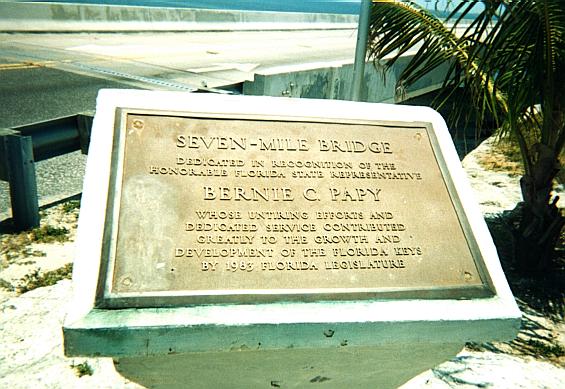 SEVEN-MILE BRIDGE
DEDICATED IN RECOGNITION OF THE
HONORABLE FLORIDA STATE REPRESENTATIVE
BERNIE C. PAPY
WHOSE UNTIRING EFFORTS AND
DEDICATED SERVICE CONTRIBUTED
GREATLY TO THE GROWTH AND
DEVELOPMENT OF THE FLORIDA KEYS
BY 1983 FLORIDA LEGISLATURE